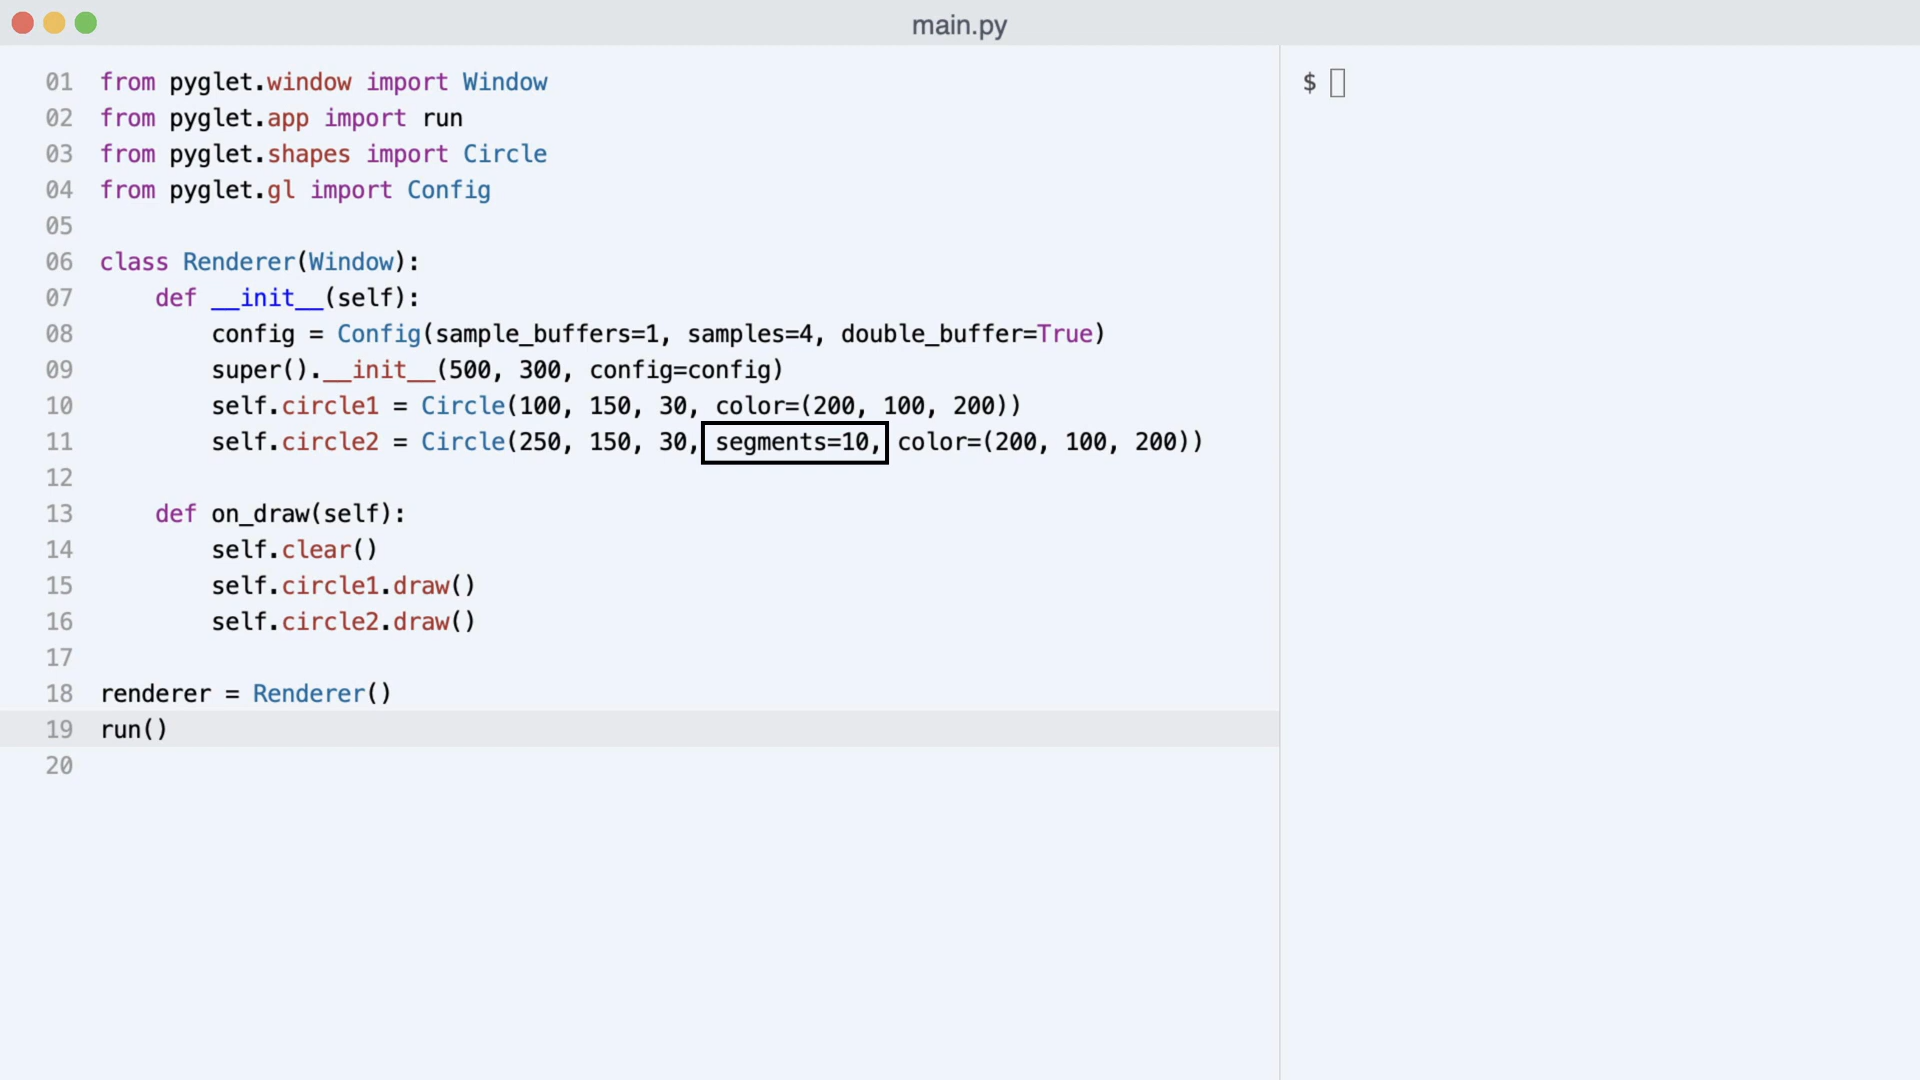 main.py
01 from pyglet.window import Window
02 from pyglet.app import run
03 from pyglet.shapes import Circle
04 from pyglet.gl import Config
05
06 class Renderer(Window):
07     def __init__(self):
08         config = Config(sample_buffers=1, samples=4, double_buffer=True)
09         super().__init__(500, 300, config=config)
10         self.circle1 = Circle(100, 150, 30, color=(200, 100, 200))
11         self.circle2 = Circle(250, 150, 30, segments=10, color=(200, 100, 200))
12
13     def on_draw(self):
14         self.clear()
15         self.circle1.draw()
16         self.circle2.draw()
17
18 renderer = Renderer()
19 run()
20
$